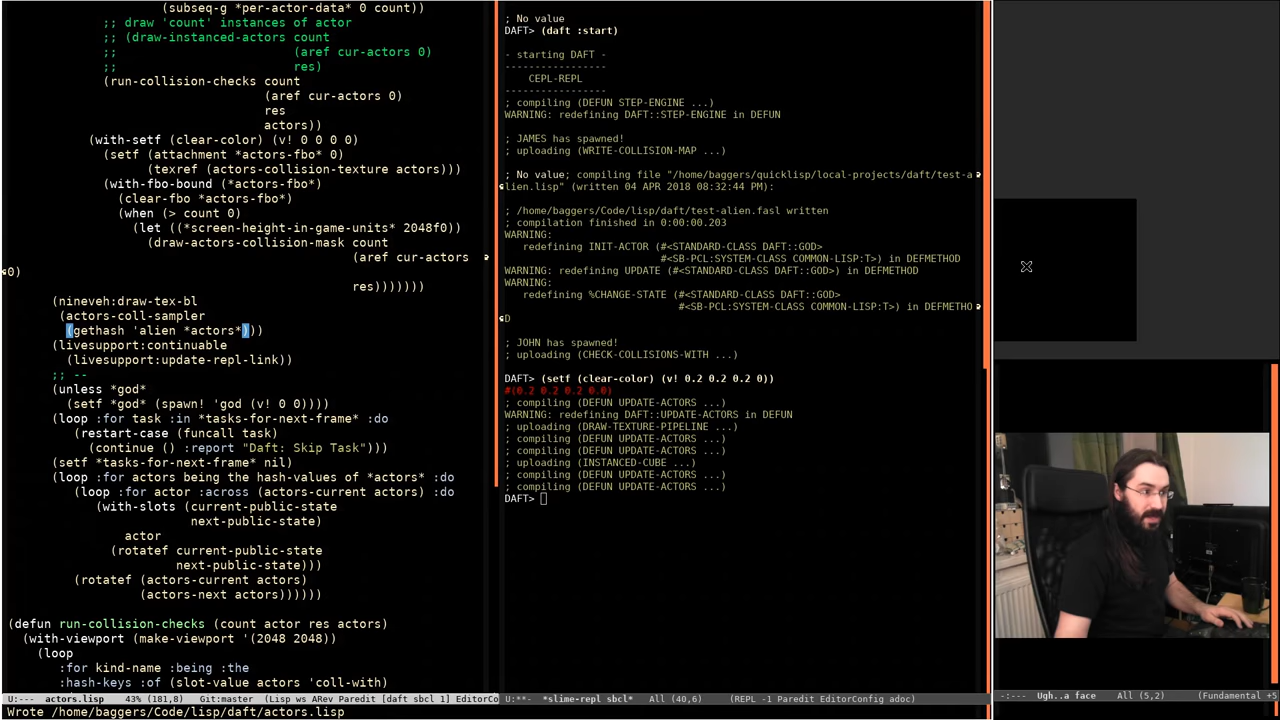 (subseq-g *per-actor-data* 0 count))
;; draw 'count' instances of actor
;; (draw-instanced-actors count
;; (aref cur-actors 0)
;; res)
(run-collision-checks count
(aref cur-actors 0)
res
actors))
(with-setf (clear-color) (v! 0 0 0 0)
(setf (attachment *actors-fbo* 0)
(texref (actors-collision-texture actors)))
(with-fbo-bound (*actors-fbo*)
(clear-fbo *actors-fbo*)
(when (> count 0)
(let ((*screen-height-in-game-units* 2048f0))
(draw-actors-collision-mask count
(aref cur-actors
0)
res)))))))
(nineveh:draw-tex-bl
(actors-coll-sampler
(gethash 'alien *actors*)))
(livesupport:continuable
(livesupport:update-repl-link))
;; --
(unless *god*
(setf *god* (spawn! 'god (v! 0 0))))
(loop :for task :in *tasks-for-next-frame* :do
(restart-case (funcall task)
(continue () :report "Daft: Skip Task")))
(setf *tasks-for-next-frame* nil)
(loop :for actors being the hash-values of *actors* :do
(loop :for actor :across (actors-current actors) :do
(with-slots (current-public-state
next-public-state)
actor
(rotatef current-public-state
next-public-state)))
(rotatef (actors-current actors)
(actors-next actors))))))
(defun run-collision-checks (count actor res actors)
(with-viewport (make-viewport '(2048 2048))
(loop
:for kind-name :being :the
:hash-keys :of (slot-value actors 'coll-with)
U:--- actors.lisp 43% (181,8) Git:master (Lisp ws ARev Paredit [daft sbcl 1] EditorCo
Wrote /home/baggers/Code/lisp/daft/actors.lisp
; No value
DAFT> (daft :start)
- starting DAFT -
-----------------
CEPL-REPL
-----------------
; compiling (DEFUN STEP-ENGINE ...)
WARNING: redefining DAFT::STEP-ENGINE in DEFUN
; JAMES has spawned!
; uploading (WRITE-COLLISION-MAP ...)
; No value; compiling file "/home/baggers/quicklisp/local-projects/daft/test-a
lien.lisp" (written 04 APR 2018 08:32:44 PM):
; /home/baggers/Code/lisp/daft/test-alien.fasl written
; compilation finished in 0:00:00.203
WARNING:
redefining INIT-ACTOR (#<STANDARD-CLASS DAFT::GOD>
#<SB-PCL:SYSTEM-CLASS COMMON-LISP:T>) in DEFMETHOD
WARNING: redefining UPDATE (#<STANDARD-CLASS DAFT::GOD>) in DEFMETHOD
WARNING:
redefining %CHANGE-STATE (#<STANDARD-CLASS DAFT::GOD>
#<SB-PCL:SYSTEM-CLASS COMMON-LISP:T>) in DEFMETHO
D
; JOHN has spawned!
; uploading (CHECK-COLLISIONS-WITH ...)
DAFT> (setf (clear-color) (v! 0.2 0.2 0.2 0))
#(0.2 0.2 0.2 0.0)
; compiling (DEFUN UPDATE-ACTORS ...)
WARNING: redefining DAFT::UPDATE-ACTORS in DEFUN
; uploading (DRAW-TEXTURE-PIPELINE ...)
; compiling (DEFUN UPDATE-ACTORS ...)
; compiling (DEFUN UPDATE-ACTORS ...)
; uploading (INSTANCED-CUBE ...)
; compiling (DEFUN UPDATE-ACTORS ...)
; compiling (DEFUN UPDATE-ACTORS ...)
DAFT>
U:**- *slime-repl sbcl* All (40,6) (REPL -1 Paredit EditorConfig adoc)
-:--- Ugh..a face All (5,2) (Fundamental +5